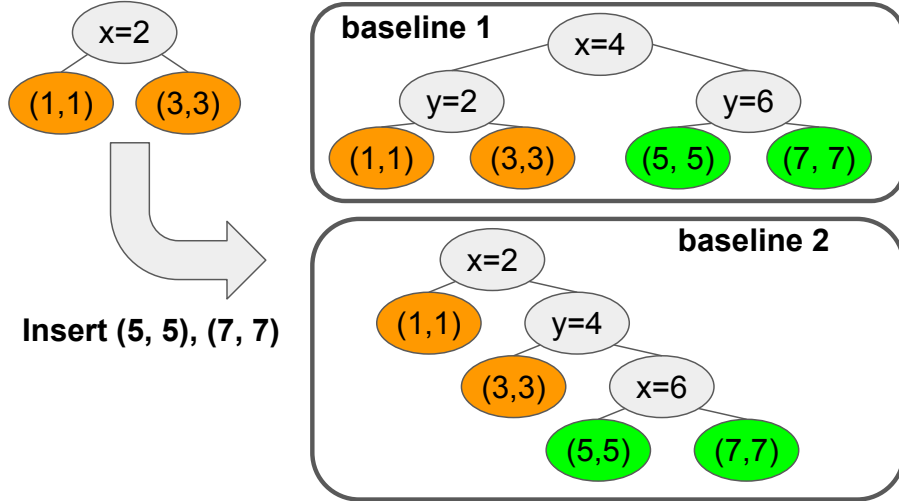 x=2
(1,1) (3,3)
Insert (5, 5), (7, 7)
baseline 1
x=4
y=2 y=6
(1,1) (3,3) (5, 5) (7, 7)
baseline 2
x=2
(1,1) y=4
(3,3) x=6
(5,5) (7,7)